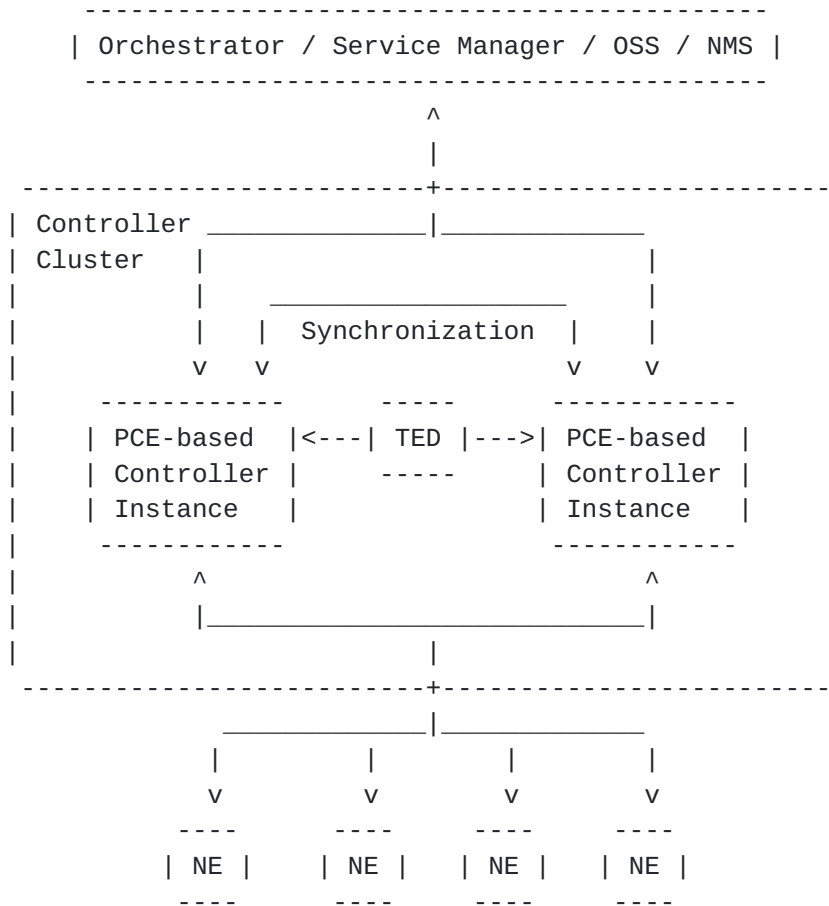 Orchestrator / Service Manager / OSS / NMS
Controller
Cluster
Synchronization
PCE-based TED PCE-based
Controller Controller
Instance Instance
NE NE NE NE